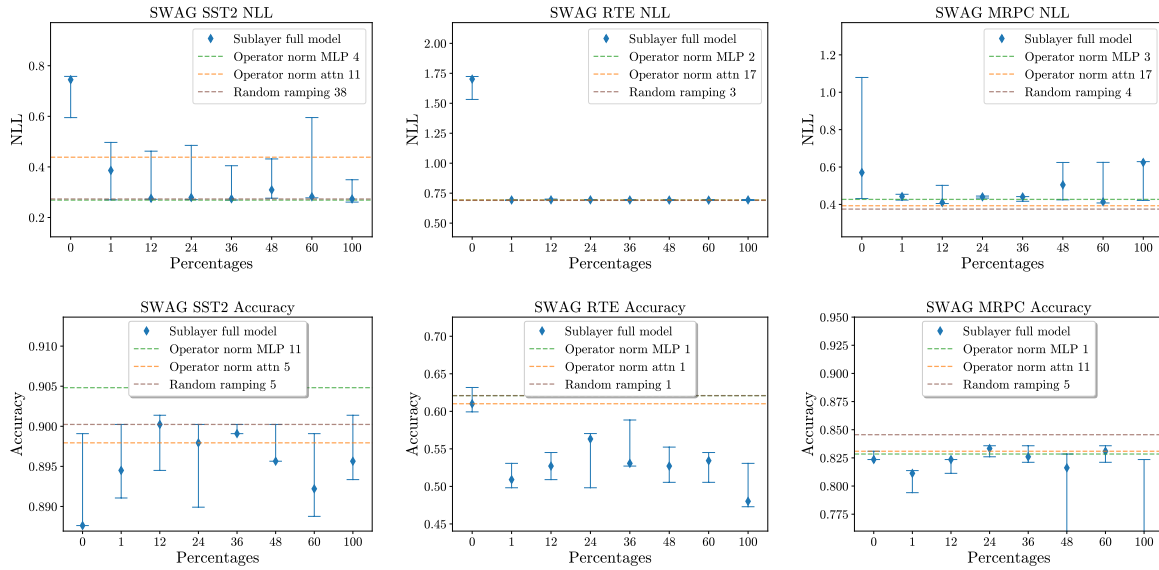 SWAG SST2 NLL
Sublayer full model
Operator norm MLP 4
Operator norm attn 11
Random ramping 38
NLL
0.8
0.6
0.4
0.2
0 1 12 24 36 48 60 100
Percentages
SWAG RTE NLL
Sublayer full model
Operator norm MLP 2
Operator norm attn 17
Random ramping 3
NLL
2.00
1.75
1.50
1.25
1.00
0.75
0.50
0 1 12 24 36 48 60 100
Percentages
SWAG MRPC NLL
Sublayer full model
Operator norm MLP 3
Operator norm attn 17
Random ramping 4
NLL
1.2
1.0
0.8
0.6
0.4
0 1 12 24 36 48 60 100
Percentages
SWAG SST2 Accuracy
Sublayer full model
Operator norm MLP 11
Operator norm attn 5
Random ramping 5
Accuracy
0.910
0.905
0.900
0.895
0.890
0 1 12 24 36 48 60 100
Percentages
SWAG RTE Accuracy
Sublayer full model
Operator norm MLP 1
Operator norm attn 1
Random ramping 1
Accuracy
0.70
0.65
0.60
0.55
0.50
0.45
0 1 12 24 36 48 60 100
Percentages
SWAG MRPC Accuracy
Sublayer full model
Operator norm MLP 1
Operator norm attn 11
Random ramping 5
Accuracy
0.950
0.925
0.900
0.875
0.850
0.825
0.800
0.775
0 1 12 24 36 48 60 100
Percentages